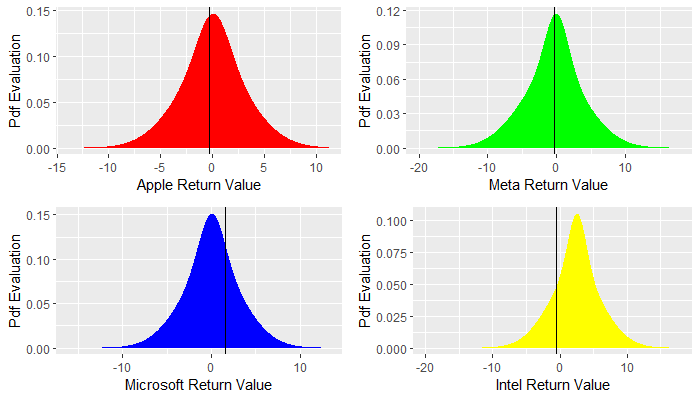 Pdf Evaluation
0.15
0.10
0.05
0.00
-15 -10 -5 0 5 10
Apple Return Value
Pdf Evaluation
0.12
0.09
0.06
0.03
0.00
-20 -10 0 10
Meta Return Value
Pdf Evaluation
0.15
0.10
0.05
0.00
-10 0 10
Microsoft Return Value
Pdf Evaluation
0.100
0.075
0.050
0.025
0.000
-20 -10 0 10
Intel Return Value